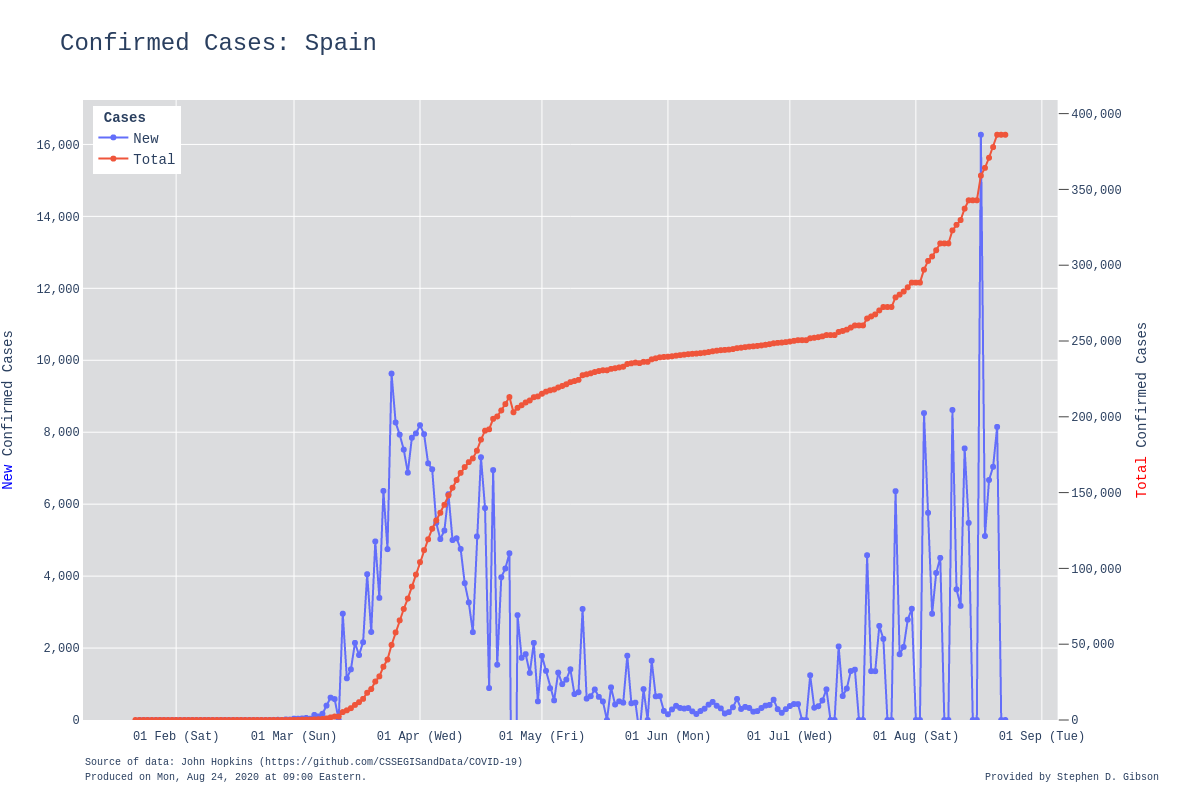 Confirmed Cases: Spain
Cases
New
Total
16,000
14,000
12,000
10,000
8,000
6,000
4,000
2,000
0
New Confirmed Cases
400,000
350,000
300,000
250,000
200,000
150,000
100,000
50,000
0
Total Confirmed Cases
01 Feb (Sat)
01 Mar (Sun)
01 Apr (Wed)
01 May (Fri)
01 Jun (Mon)
01 Jul (Wed)
01 Aug (Sat)
01 Sep (Tue)
Source of data: John Hopkins (https://github.com/CSSEGISandData/COVID-19)
Produced on Mon, Aug 24, 2020 at 09:00 Eastern.
Provided by Stephen D. Gibson